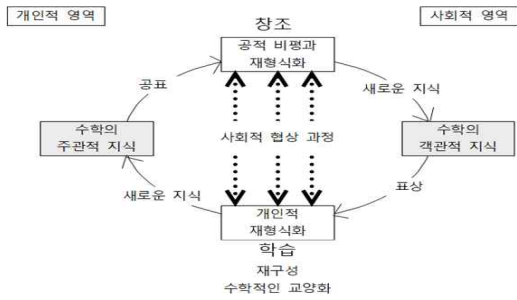 개인적 영역
사회적 영역
창조
공적 비평과
재형식화
공표
새로운 지식
수학의
주관적 지식
사회적 협상 과정
수학의
객관적 지식
새로운 지식
표상
개인적
재형식화
학습
재구성
수학적인 교양화